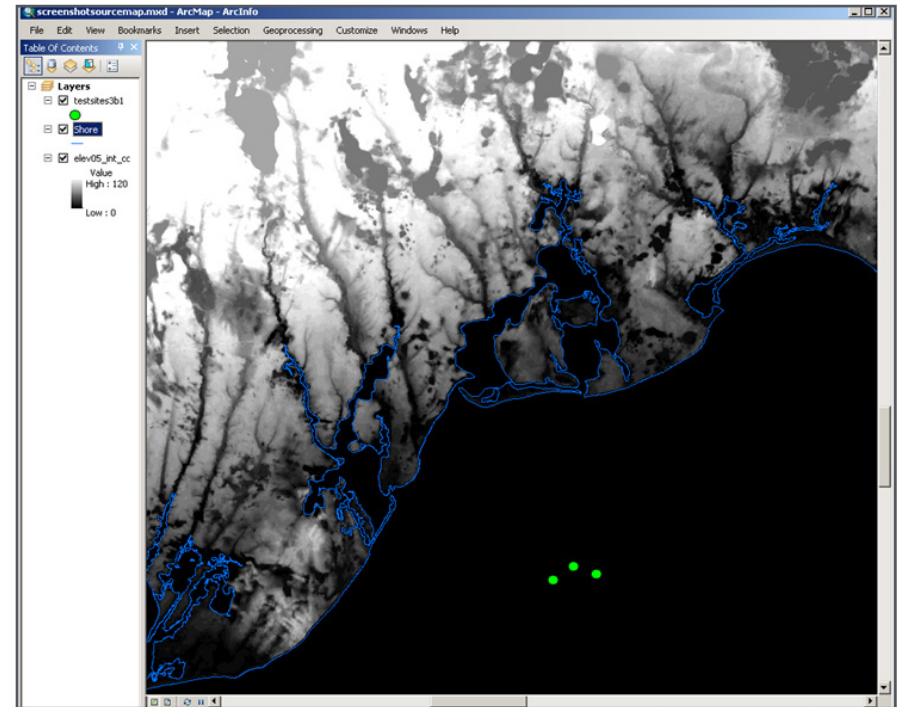 screenshotsourcemap.mxd - ArcMap - ArcInfo
File Edit View Bookmarks Insert Selection Geoprocessing Customize Windows Help
Table Of Contents
Layers
testsites3b1
Shore
elev05_int_cc
Value
High : 120
Low : 0